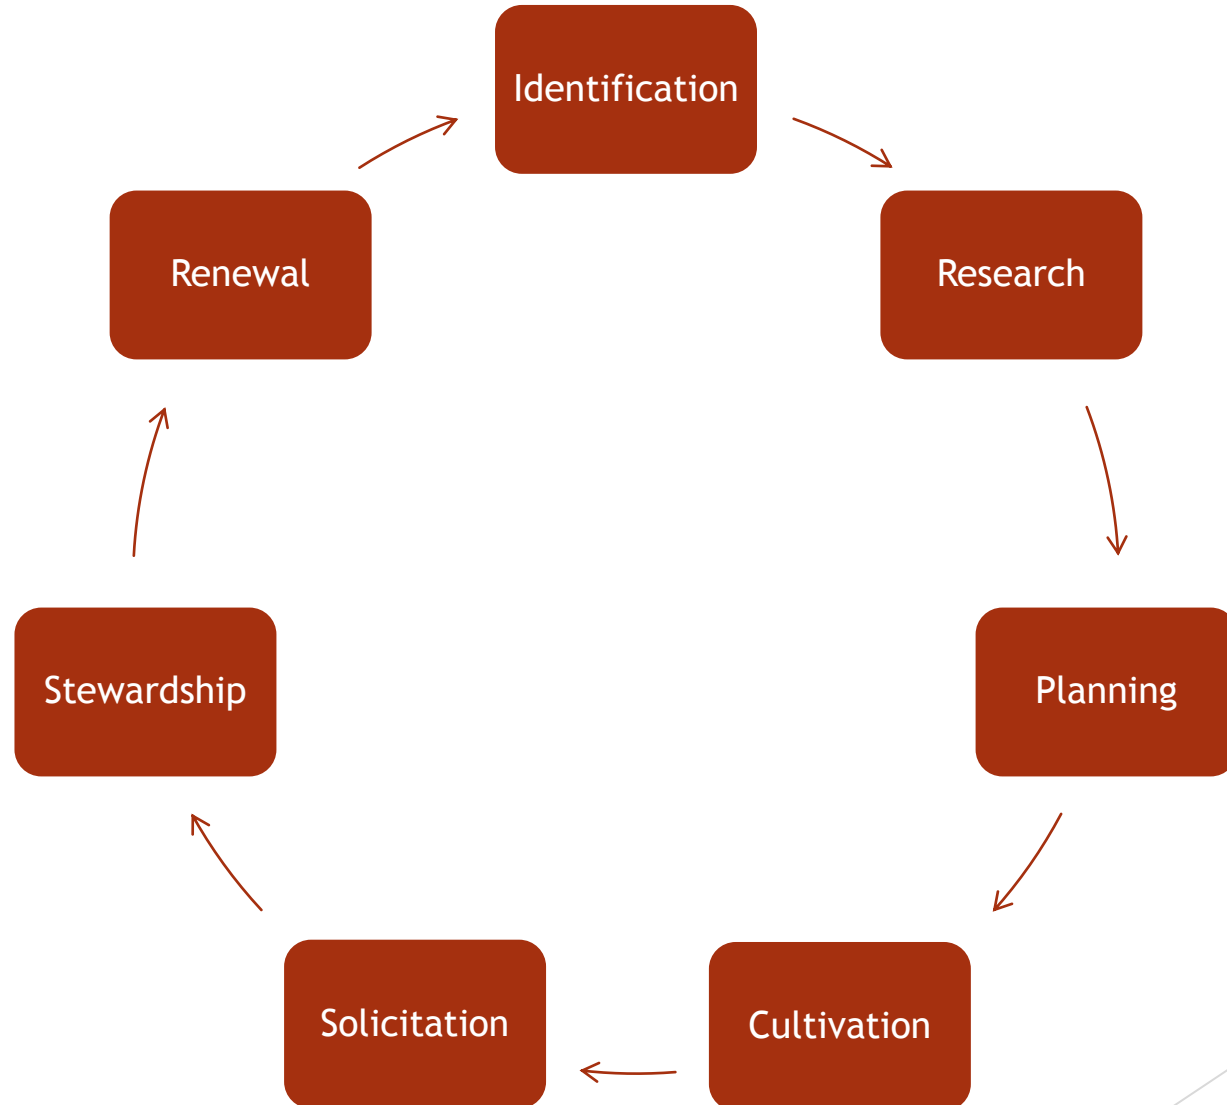 Identification
Research
Planning
Cultivation
Solicitation
Stewardship
Renewal